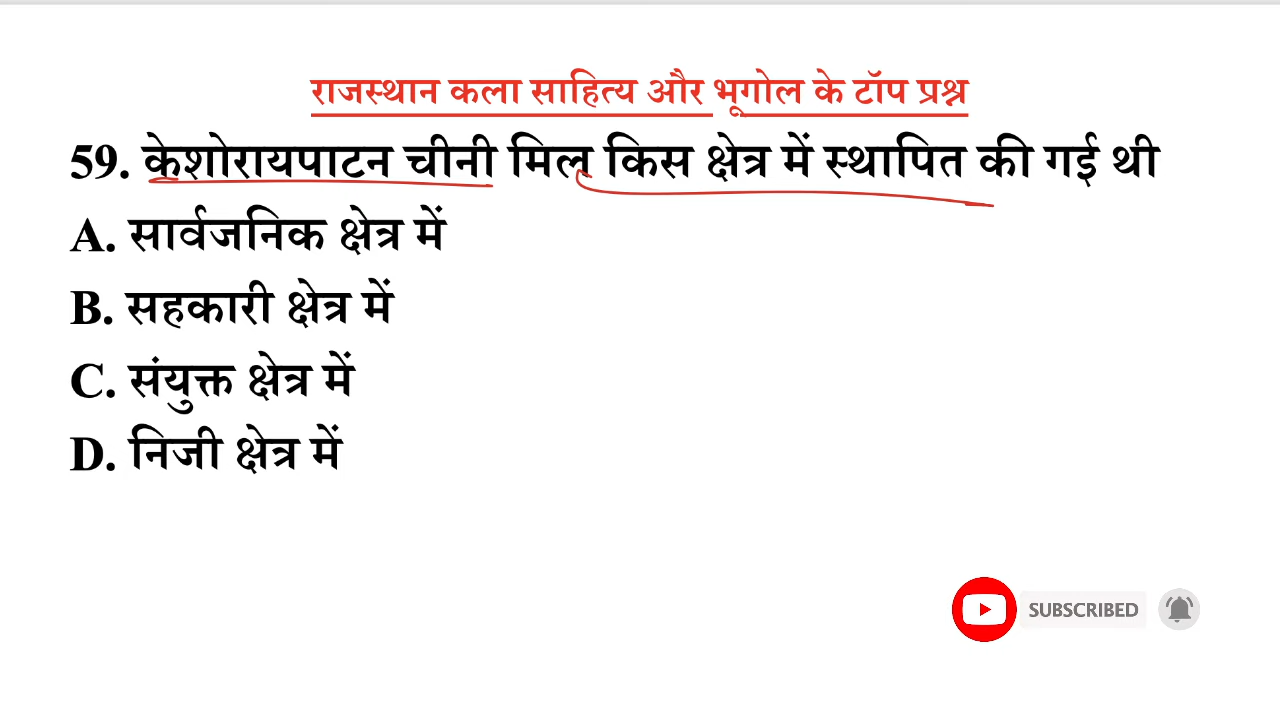 राजस्थान कला साहित्य और भूगोल के टॉप प्रश्न
59. केशोरायपाटन चीनी मिल किस क्षेत्र में स्थापित की गई थी
A. सार्वजनिक क्षेत्र में
B. सहकारी क्षेत्र में
C. संयुक्त क्षेत्र में
D. निजी क्षेत्र में
SUBSCRIBED